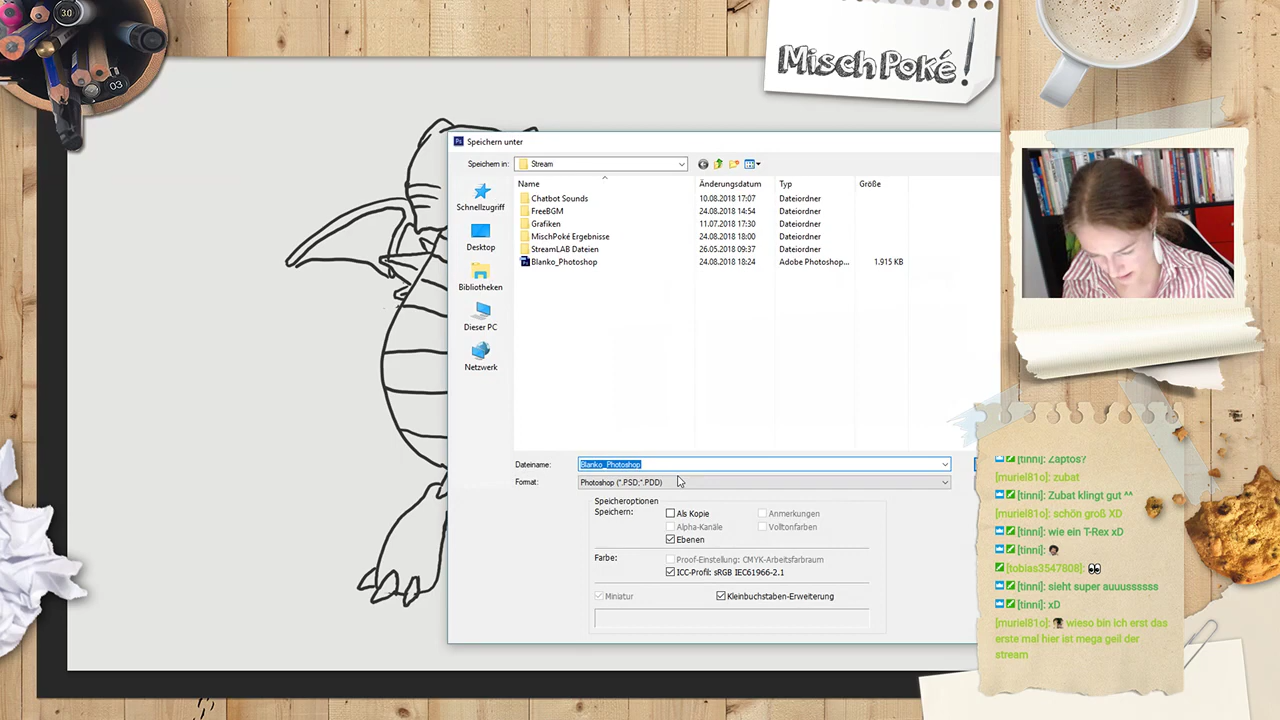 3.0
03
MischPoké!
Speichern unter
Speichern in: Stream
Name Änderungsdatum Typ Größe
Chatbot Sounds 10.08.2018 17:07 Dateiordner
FreeBGM 24.08.2018 14:54 Dateiordner
Grafiken 11.07.2018 17:30 Dateiordner
MischPoké Ergebnisse 24.08.2018 18:00 Dateiordner
StreamLAB Dateien 26.05.2018 09:37 Dateiordner
Blanko_Photoshop 24.08.2018 18:24 Adobe Photoshop... 1.915 KB
Schnellzugriff
Desktop
Bibliotheken
Dieser PC
Netzwerk
Dateiname: Blanko_Photoshop
Format: Photoshop (*.PSD;*.PDD)
Speicheroptionen
Speichern: Als Kopie Anmerkungen
Alpha-Kanäle Volltonfarben
Ebenen
Farbe: Proof-Einstellung: CMYK-Arbeitsfarbraum
ICC-Profil: sRGB IEC61966-2.1
Miniatur Kleinbuchstaben-Erweiterung
[tinni]: Zaptos?
[muriel81o]: zubat
[tinni]: Zubat klingt gut ^^
[muriel81o]: schön groß XD
[tinni]: wie ein T-Rex xD
[tinni]:
[tobias3547808]:
[tinni]: sieht super auuusssss
[tinni]: xD
[muriel81o]: wieso bin ich erst das
erste mal hier ist mega geil der
stream